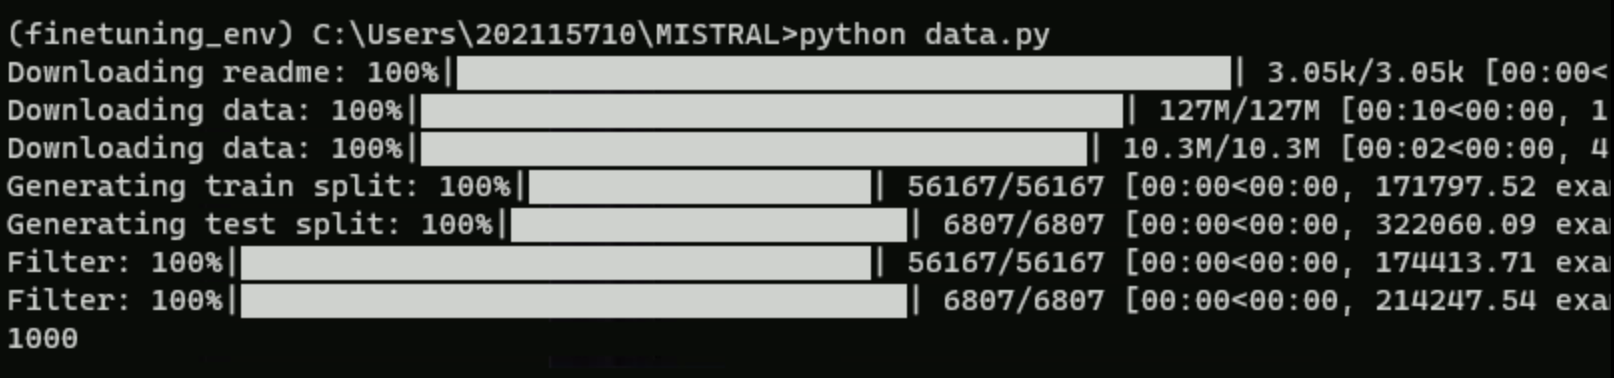 (finetuning_env) C:\Users\202115710\MISTRAL>python data.py
Downloading readme: 100%|██████████| 3.05k/3.05k [00:00<
Downloading data: 100%|██████████| 127M/127M [00:10<00:00, 1
Downloading data: 100%|██████████| 10.3M/10.3M [00:02<00:00, 4
Generating train split: 100%|██████████| 56167/56167 [00:00<00:00, 171797.52 exa
Generating test split: 100%|██████████| 6807/6807 [00:00<00:00, 322060.09 exa
Filter: 100%|██████████| 56167/56167 [00:00<00:00, 174413.71 exa
Filter: 100%|██████████| 6807/6807 [00:00<00:00, 214247.54 exa
1000